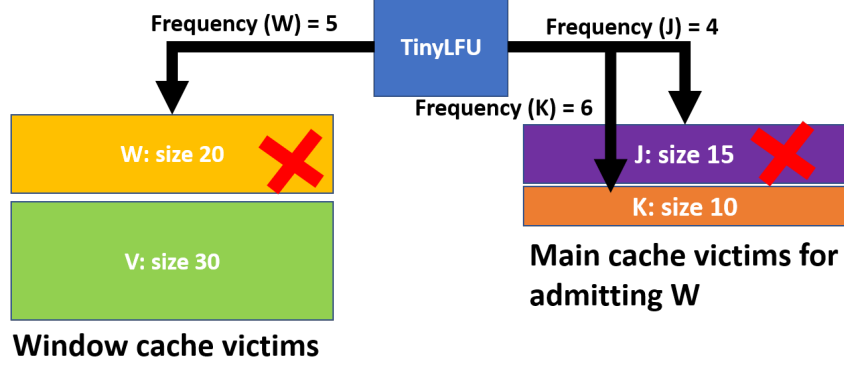 Frequency (W) = 5
TinyLFU
Frequency (J) = 4
Frequency (K) = 6
W: size 20
V: size 30
J: size 15
K: size 10
Window cache victims
Main cache victims for
admitting W